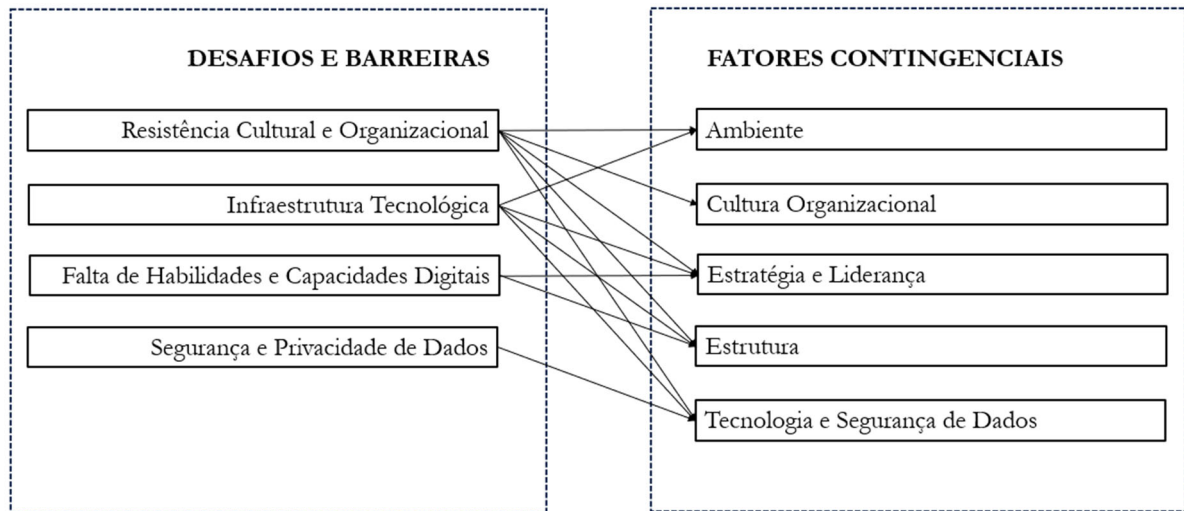 DESAFIOS E BARREIRAS
Resistência Cultural e Organizacional
Infraestrutura Tecnológica
Falta de Habilidades e Capacidades Digitais
Segurança e Privacidade de Dados
FATORES CONTINGENCIAIS
Ambiente
Cultura Organizacional
Estratégia e Liderança
Estrutura
Tecnologia e Segurança de Dados